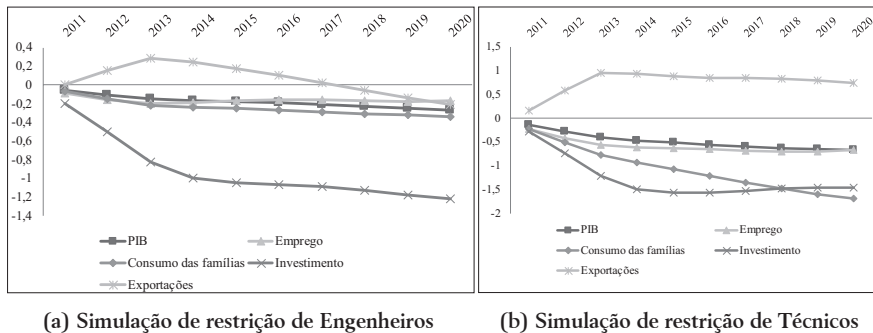 2011 2012 2013 2014 2015 2016 2017 2018 2019 2020
0,4
0,2
0
-0,2
-0,4
-0,6
-0,8
-1
-1,2
-1,4
PIB Emprego
Consumo das famílias Investimento
Exportações
(a) Simulação de restrição de Engenheiros
2011 2012 2013 2014 2015 2016 2017 2018 2019 2020
1,5
1
0,5
0
-0,5
-1
-1,5
-2
PIB Emprego
Consumo das famílias Investimento
Exportações
(b) Simulação de restrição de Técnicos